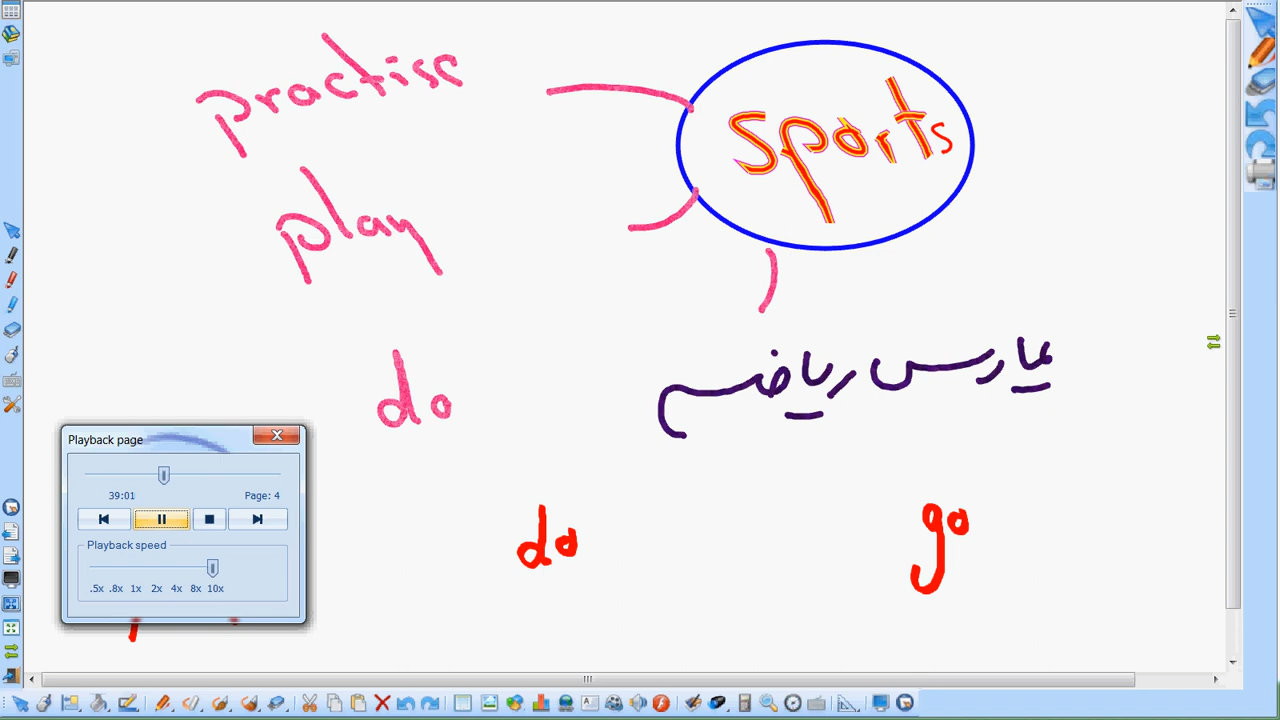 practise
sports
play
do
يمارس رياضة
Playback page
39:01 Page: 4
Playback speed
.5x .8x 1x 2x 4x 8x 10x
do
go